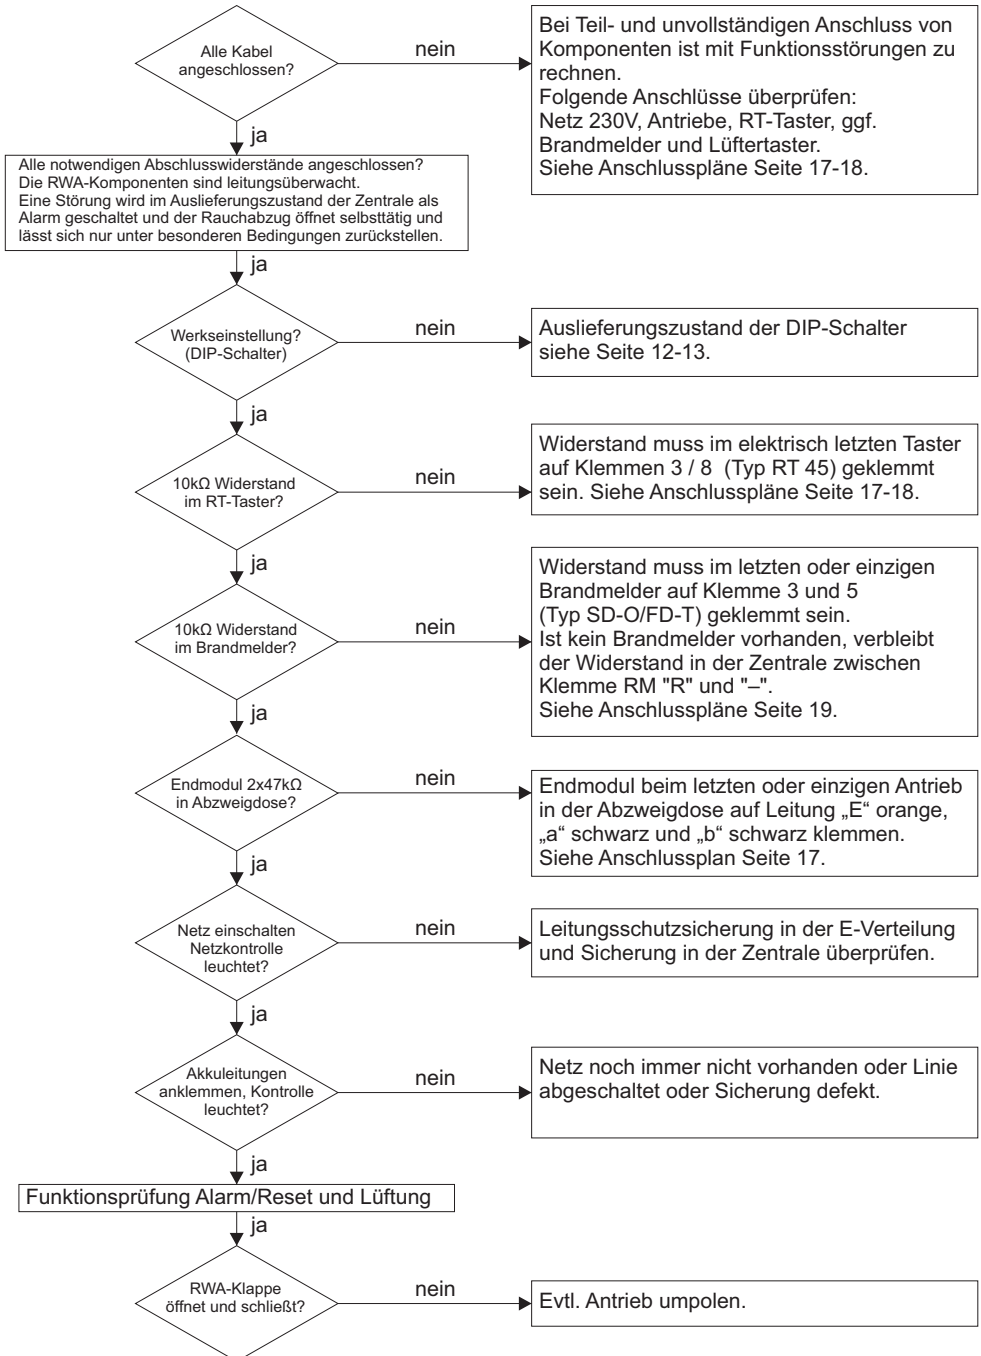 Alle Kabel
angeschlossen?
nein
Bei Teil- und unvollständigen Anschluss von
Komponenten ist mit Funktionsstörungen zu
rechnen.
Folgende Anschlüsse überprüfen:
Netz 230V, Antriebe, RT-Taster, ggf.
Brandmelder und Lüftertaster.
Siehe Anschlusspläne Seite 17-18.
ja
Alle notwendigen Abschlusswiderstände angeschlossen?
Die RWA-Komponenten sind leitungsüberwacht.
Eine Störung wird im Auslieferungszustand der Zentrale als
Alarm geschaltet und der Rauchabzug öffnet selbsttätig und
lässt sich nur unter besonderen Bedingungen zurückstellen.
ja
Werkseinstellung?
(DIP-Schalter)
nein
Auslieferungszustand der DIP-Schalter
siehe Seite 12-13.
ja
10kΩ Widerstand
im RT-Taster?
nein
Widerstand muss im elektrisch letzten Taster
auf Klemmen 3 / 8 (Typ RT 45) geklemmt
sein. Siehe Anschlusspläne Seite 17-18.
ja
10kΩ Widerstand
im Brandmelder?
nein
Widerstand muss im letzten oder einzigen
Brandmelder auf Klemme 3 und 5
(Typ SD-O/FD-T) geklemmt sein.
Ist kein Brandmelder vorhanden, verbleibt
der Widerstand in der Zentrale zwischen
Klemme RM "R" und "–".
Siehe Anschlusspläne Seite 19.
ja
Endmodul 2x47kΩ
in Abzweigdose?
nein
Endmodul beim letzten oder einzigen Antrieb
in der Abzweigdose auf Leitung „E“ orange,
„a“ schwarz und „b“ schwarz klemmen.
Siehe Anschlussplan Seite 17.
ja
Netz einschalten
Netzkontrolle
leuchtet?
nein
Leitungsschutzsicherung in der E-Verteilung
und Sicherung in der Zentrale überprüfen.
ja
Akkuleitungen
anklemmen, Kontrolle
leuchtet?
nein
Netz noch immer nicht vorhanden oder Linie
abgeschaltet oder Sicherung defekt.
ja
Funktionsprüfung Alarm/Reset und Lüftung
ja
RWA-Klappe
öffnet und schließt?
nein
Evtl. Antrieb umpolen.